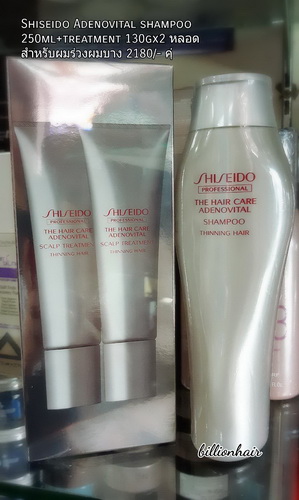 Shiseido Adenovital shampoo
250ml+treatment 130gx2 หลอด
สำหรับผมร่วงผมบาง 2180/- คู่
SHISEIDO
PROFESSIONAL
THE HAIR CARE
ADENOVITAL
SCALP TREATMENT
THINNING HAIR
SHISEIDO
PROFESSIONAL
THE HAIR CARE
ADENOVITAL
SCALP TREATMENT
THINNING HAIR
SHISEIDO
PROFESSIONAL
THE HAIR CARE
ADENOVITAL
SHAMPOO
THINNING HAIR
billionhair